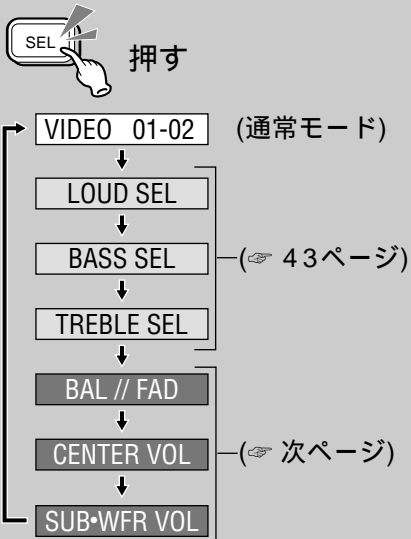 SEL
押す
VIDEO 01-02 (通常モード)
LOUD SEL
BASS SEL (☞ 43ページ)
TREBLE SEL
BAL // FAD
CENTER VOL (☞ 次ページ)
SUB•WFR VOL